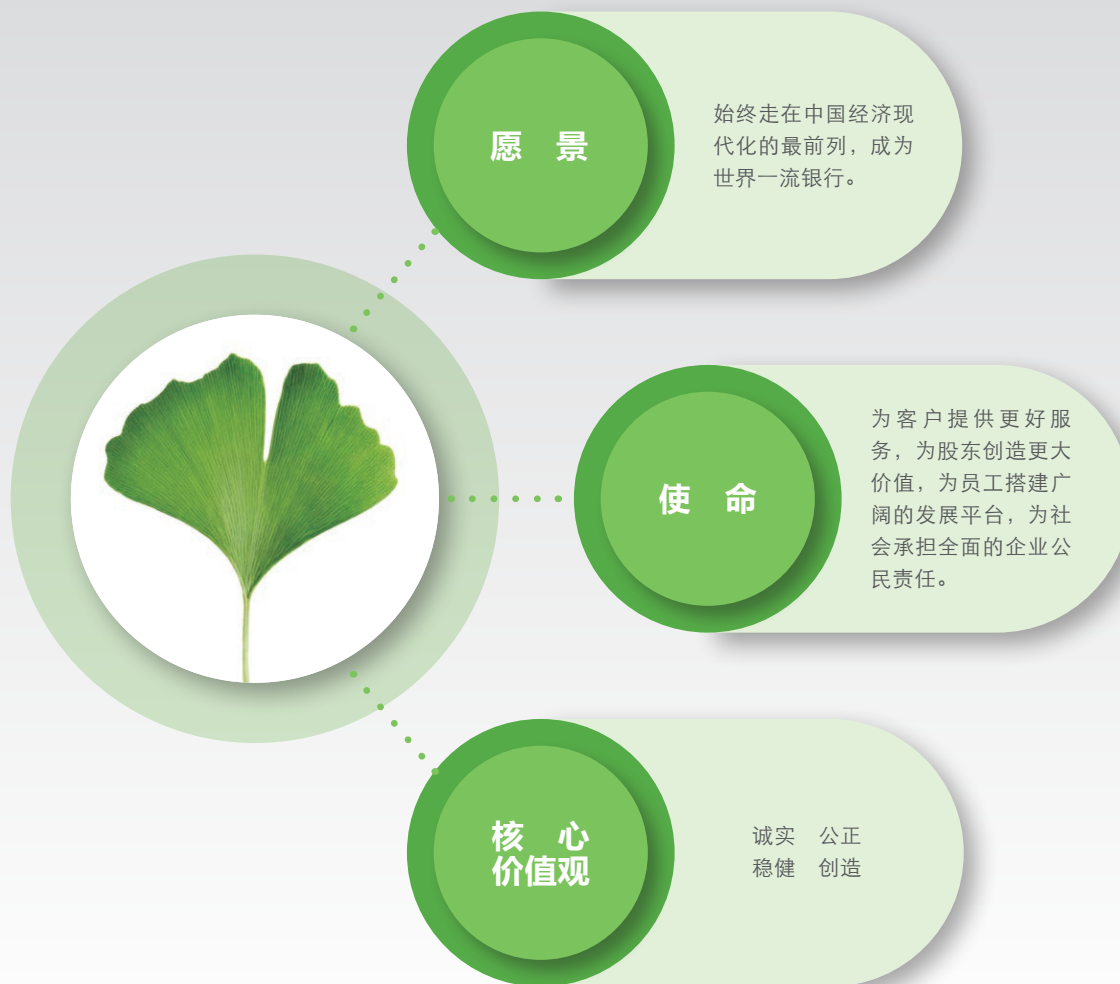 愿 景
始终走在中国经济现
代化的最前列，成为
世界一流银行。
使 命
为客户提供更好服
务，为股东创造更大
价值，为员工搭建广
阔的发展平台，为社
会承担全面的企业公
民责任。
核 心
价值观
诚实 公正
稳健 创造